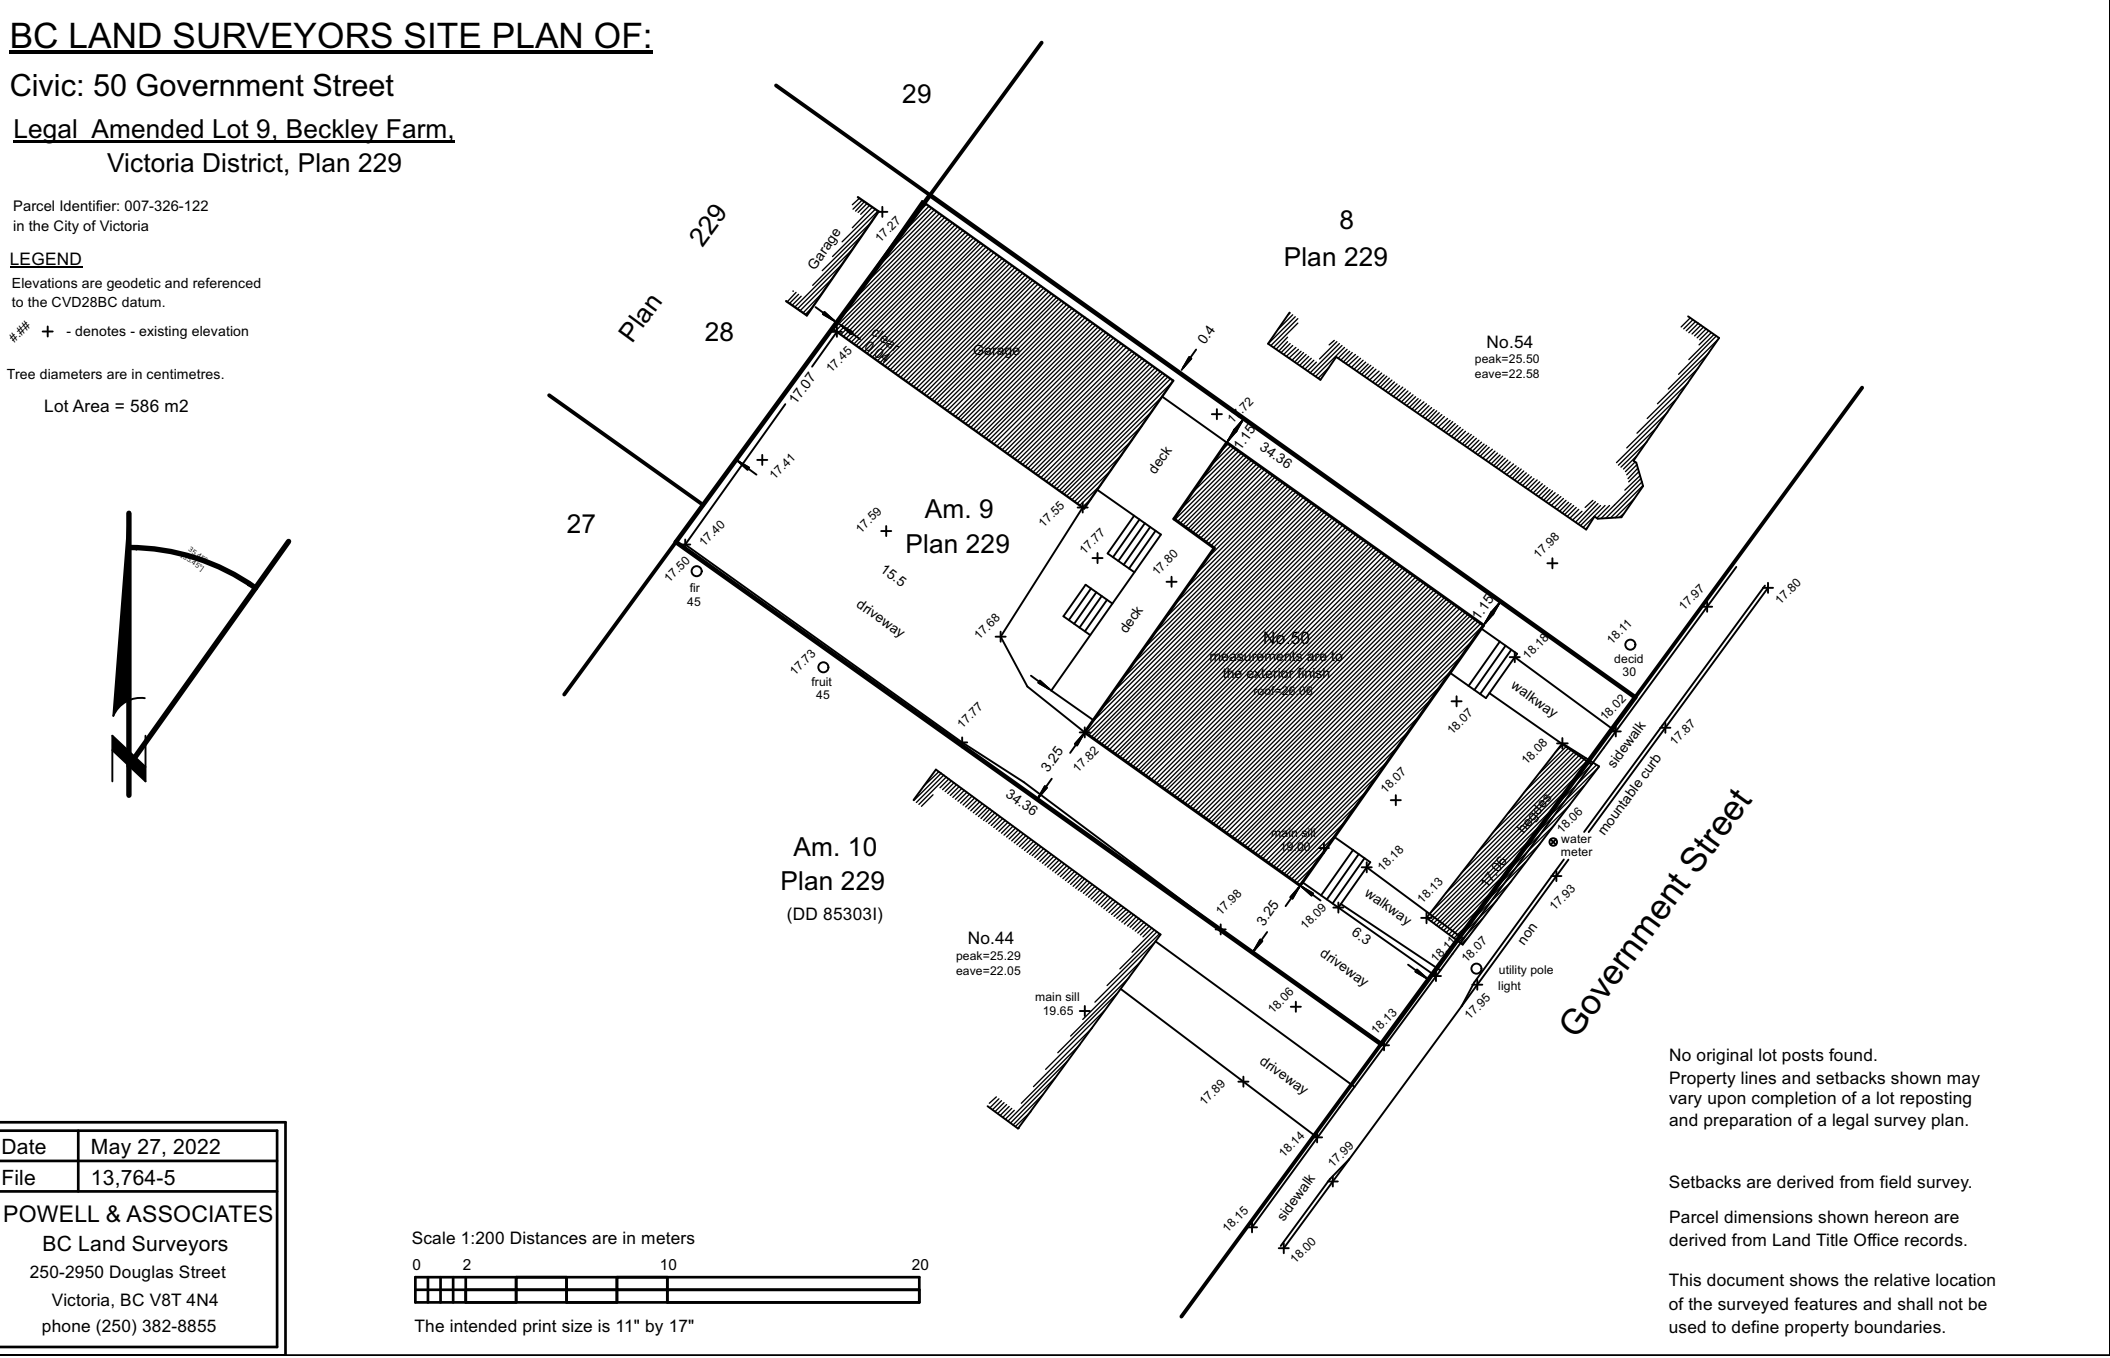 BC LAND SURVEYORS SITE PLAN OF:
Civic: 50 Government Street
Legal Amended Lot 9, Beckley Farm,
Victoria District, Plan 229
Parcel Identifier: 007-326-122
in the City of Victoria
LEGEND
Elevations are geodetic and referenced
to the CVD28BC datum.
#.## + - denotes - existing elevation
Tree diameters are in centimetres.
Lot Area = 586 m2
29
Plan 229
28
27
8
Plan 229
Garage
17.27
17.45
clear
0.04
17.07
17.41
17.40
17.50
fir
45
Garage
0.4
No.54
peak=25.50
eave=22.58
1.15
34.36
deck
Am. 9
Plan 229
17.59
15.5
driveway
17.55
17.77
17.80
deck
17.68
17.73
fruit
45
17.77
3.25
17.82
34.36
No.50
measurements are to
the exterior finish
roof=26.06
1.15
17.98
17.97
17.80
18.11
decid
30
18.18
walkway
18.02
sidewalk
17.87
mountable curb
18.07
18.08
18.07
hegdes
18.06
water
meter
main sill
19.00
18.18
18.13
17.93
walkway
18.09
6.3
3.25
17.98
driveway
18.11
18.07
non
utility pole
light
17.95
18.13
18.06
Government Street
Am. 10
Plan 229
(DD 85303I)
No.44
peak=25.29
eave=22.05
main sill
19.65
driveway
17.89
18.14
17.99
sidewalk
18.15
18.00
N
Date May 27, 2022
File 13,764-5
POWELL & ASSOCIATES
BC Land Surveyors
250-2950 Douglas Street
Victoria, BC V8T 4N4
phone (250) 382-8855
Scale 1:200 Distances are in meters
0 2 10 20
The intended print size is 11" by 17"
No original lot posts found.
Property lines and setbacks shown may
vary upon completion of a lot reposting
and preparation of a legal survey plan.
Setbacks are derived from field survey.
Parcel dimensions shown hereon are
derived from Land Title Office records.
This document shows the relative location
of the surveyed features and shall not be
used to define property boundaries.